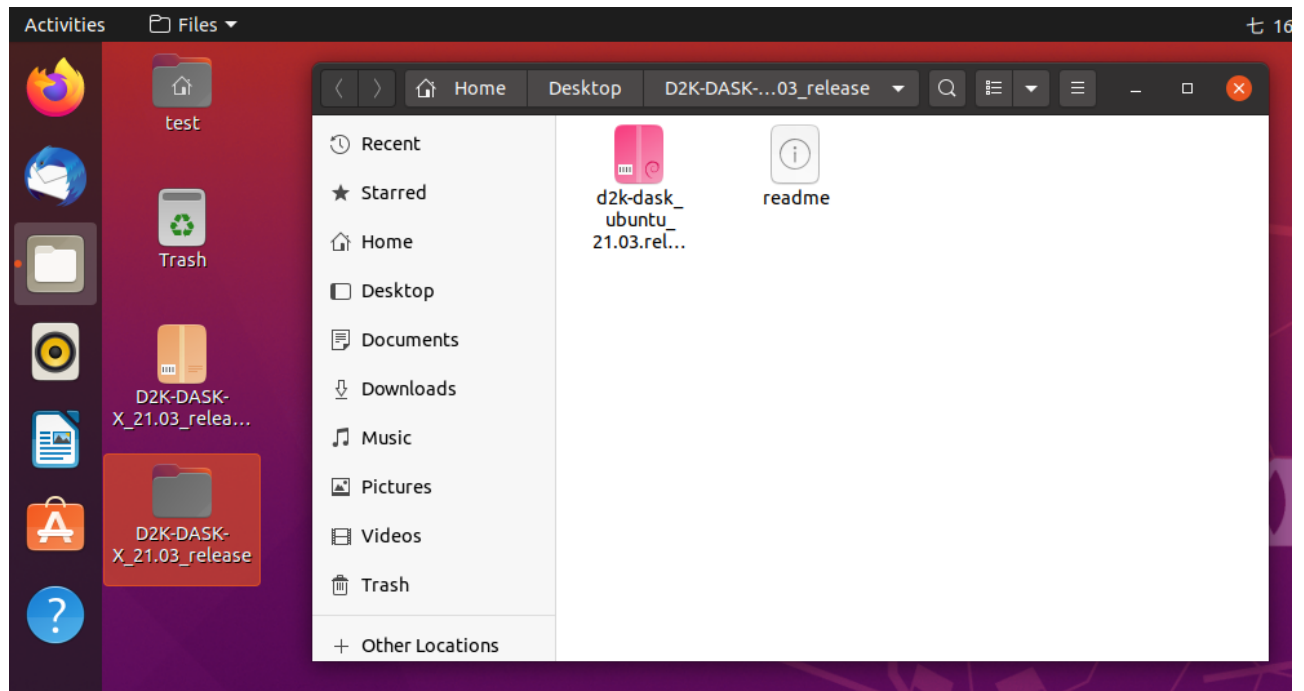 Activities
Files
七 16
test
Trash
D2K-DASK-
X_21.03_relea...
D2K-DASK-
X_21.03_release
Home
Desktop
D2K-DASK-...03_release
Recent
Starred
Home
Desktop
Documents
Downloads
Music
Pictures
Videos
Trash
+ Other Locations
d2k-dask_
ubuntu_
21.03.rel...
readme